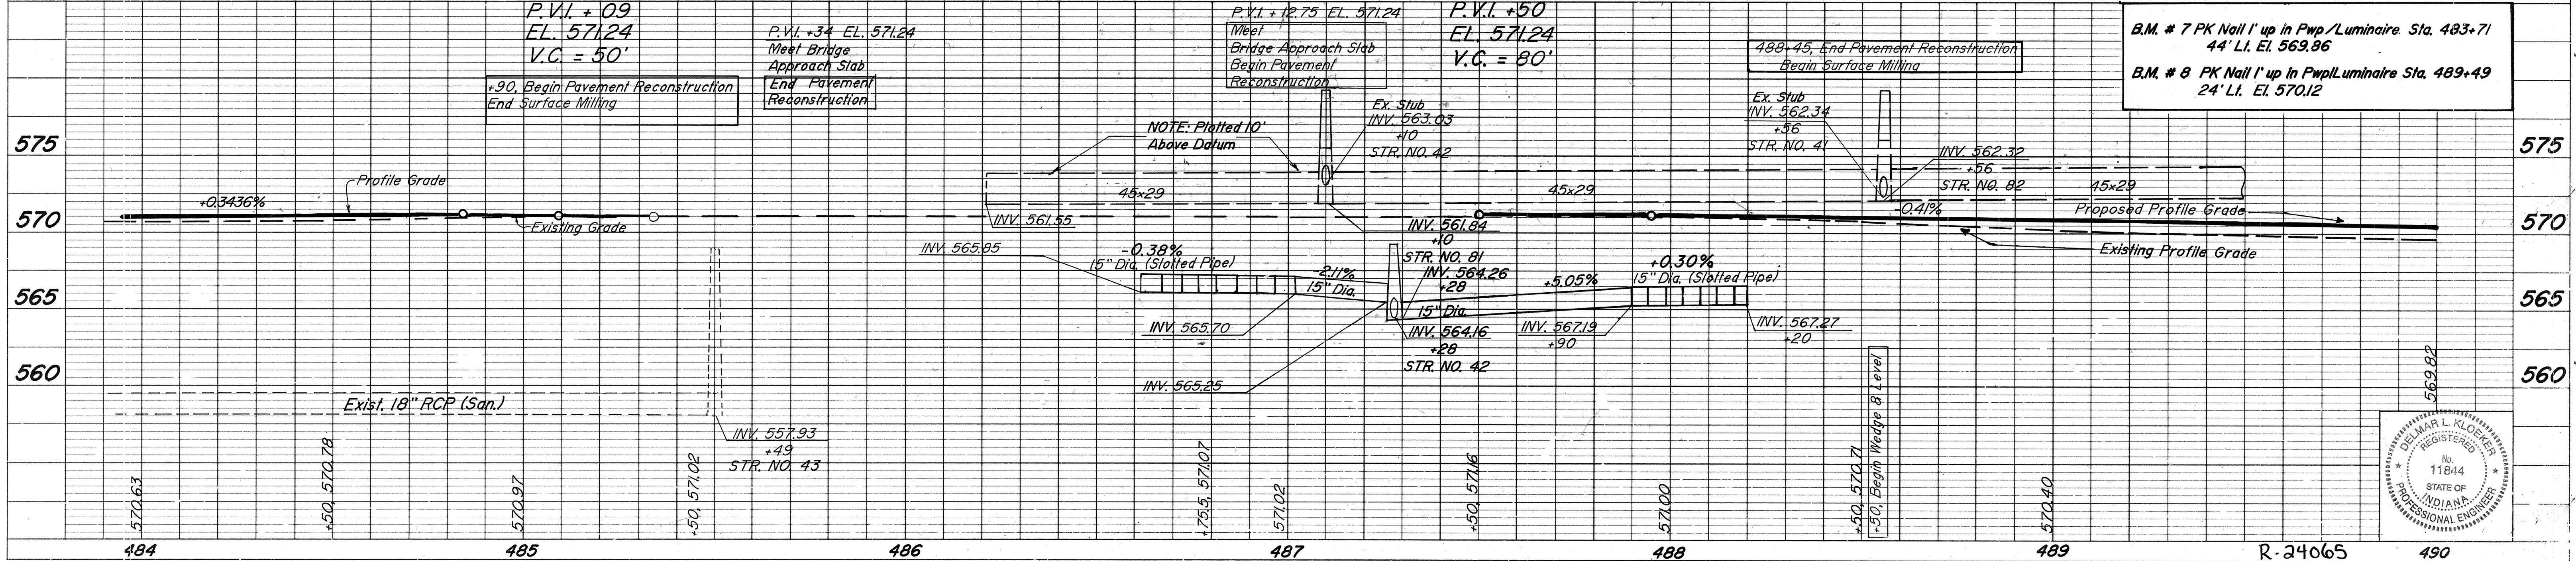 P.V.I. + 09
EL. 571.24
V.C. = 50'
+90, Begin Pavement Reconstruction
End Surface Milling
P.V.I. +34 EL. 571.24
Meet Bridge
Approach Slab
End Pavement
Reconstruction
P.V.I. + 12.75 EL. 571.24
Meet
Bridge Approach Slab
Begin Pavement
Reconstruction
P.V.I. +50
El. 571.24
V.C. = 80'
488+45, End Pavement Reconstruction
Begin Surface Milling
B.M. # 7 PK Nail 1' up in Pwp/Luminaire Sta. 483+71
44' Lt. El. 569.86
B.M. # 8 PK Nail 1' up in Pwp/Luminaire Sta. 489+49
24' Lt. El. 570.12
575
570
565
560
575
570
565
560
NOTE: Plotted 10'
Above Datum
Ex. Stub
INV. 563.03
+10
STR. NO. 42
Ex. Stub
INV. 562.34
+56
STR. NO. 41
INV. 562.32
+56
STR. NO. 82
45x29
45x29
45x29
+0.3436%
Profile Grade
Existing Grade
INV. 561.55
INV. 561.84
+10
STR. NO. 81
-0.41%
Proposed Profile Grade
Existing Profile Grade
INV. 565.85
-0.38%
15" Dia. (Slotted Pipe)
-2.11%
15" Dia.
INV. 564.26
+28
+5.05%
15" Dia.
+0.30%
15" Dia. (Slotted Pipe)
INV. 565.70
INV. 564.16
+28
STR. NO. 42
INV. 567.19
+90
INV. 567.27
+20
INV. 565.25
Exist. 18" RCP (San.)
INV. 557.93
+49
STR. NO. 43
570.63
+50, 570.78
570.97
+50, 571.02
+75.5, 571.07
571.02
+50, 571.16
571.00
+50, 570.71
+50, Begin Wedge & Level
570.40
569.82
DELMAR L. KLOEKER
REGISTERED
No.
11844
STATE OF
INDIANA
PROFESSIONAL ENGINEER
484
485
486
487
488
489
R-24065
490